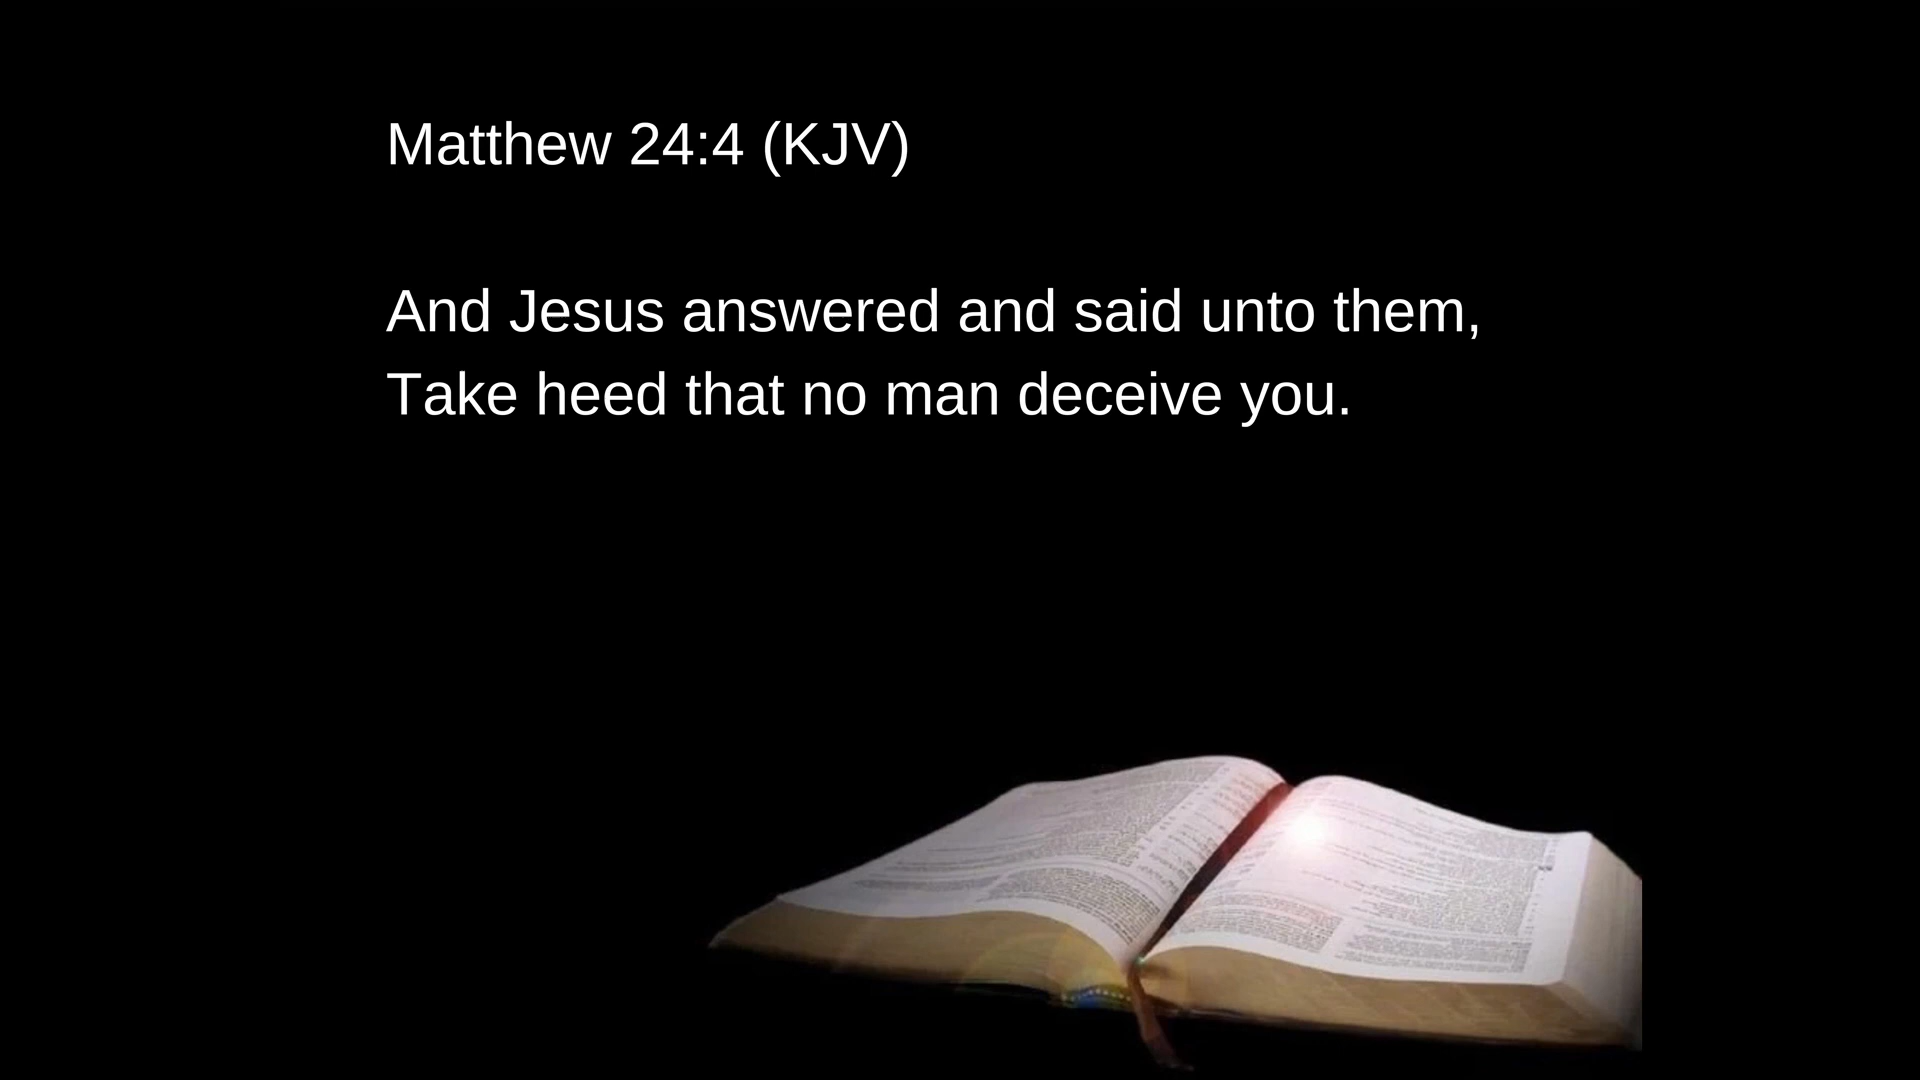 Matthew 24:4 (KJV)
And Jesus answered and said unto them,
Take heed that no man deceive you.